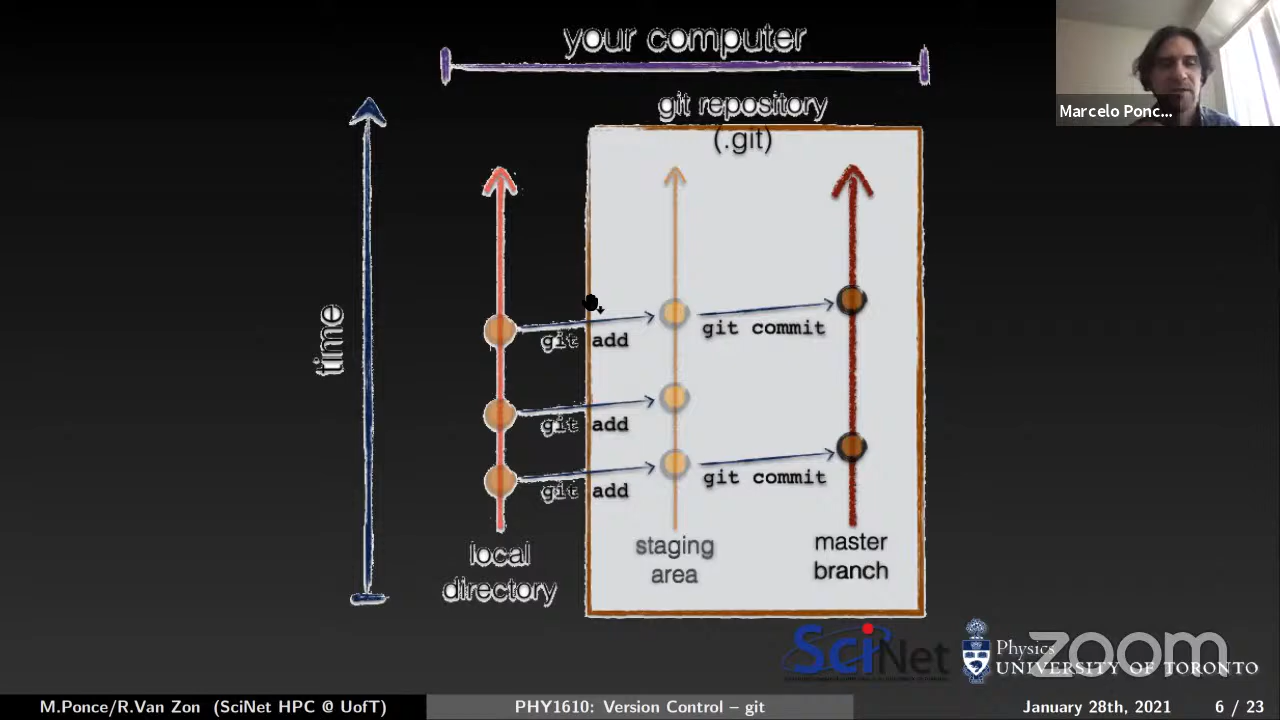 your computer
Marcelo Ponc...
git repository
(.git)
time
git add
git commit
git add
git add
git commit
local
directory
staging
area
master
branch
SciNet
Physics
UNIVERSITY OF TORONTO
zoom
M.Ponce/R.Van Zon (SciNet HPC @ UofT)
PHY1610: Version Control – git
January 28th, 2021
6 / 23